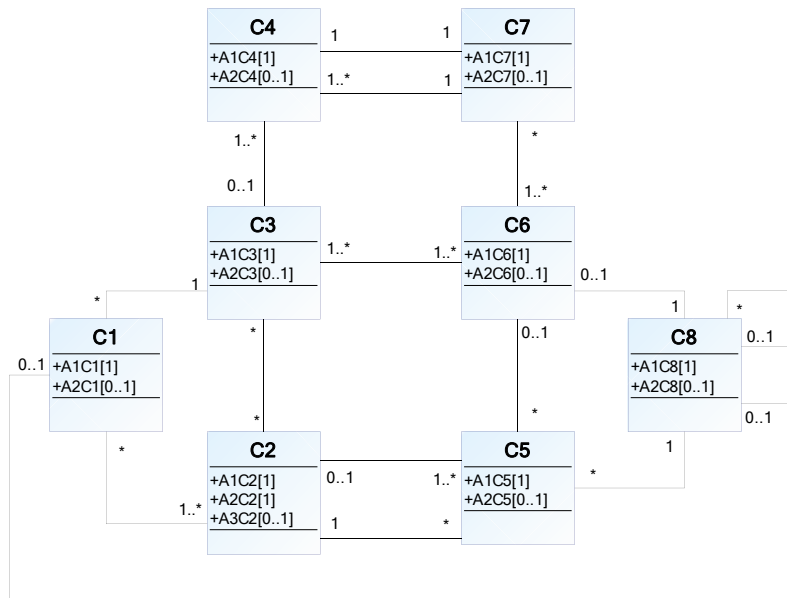 C4
+A1C4[1]
+A2C4[0..1]
1
1
1..*
1
C7
+A1C7[1]
+A2C7[0..1]
1..*
0..1
*
1..*
C3
+A1C3[1]
+A2C3[0..1]
1..*
1..*
C6
+A1C6[1]
+A2C6[0..1]
1
*
0..1
1
*
0..1
C1
+A1C1[1]
+A2C1[0..1]
0..1
*
*
0..1
*
C8
+A1C8[1]
+A2C8[0..1]
0..1
*
1..*
1
*
C2
+A1C2[1]
+A2C2[1]
+A3C2[0..1]
0..1
1..*
1
*
C5
+A1C5[1]
+A2C5[0..1]